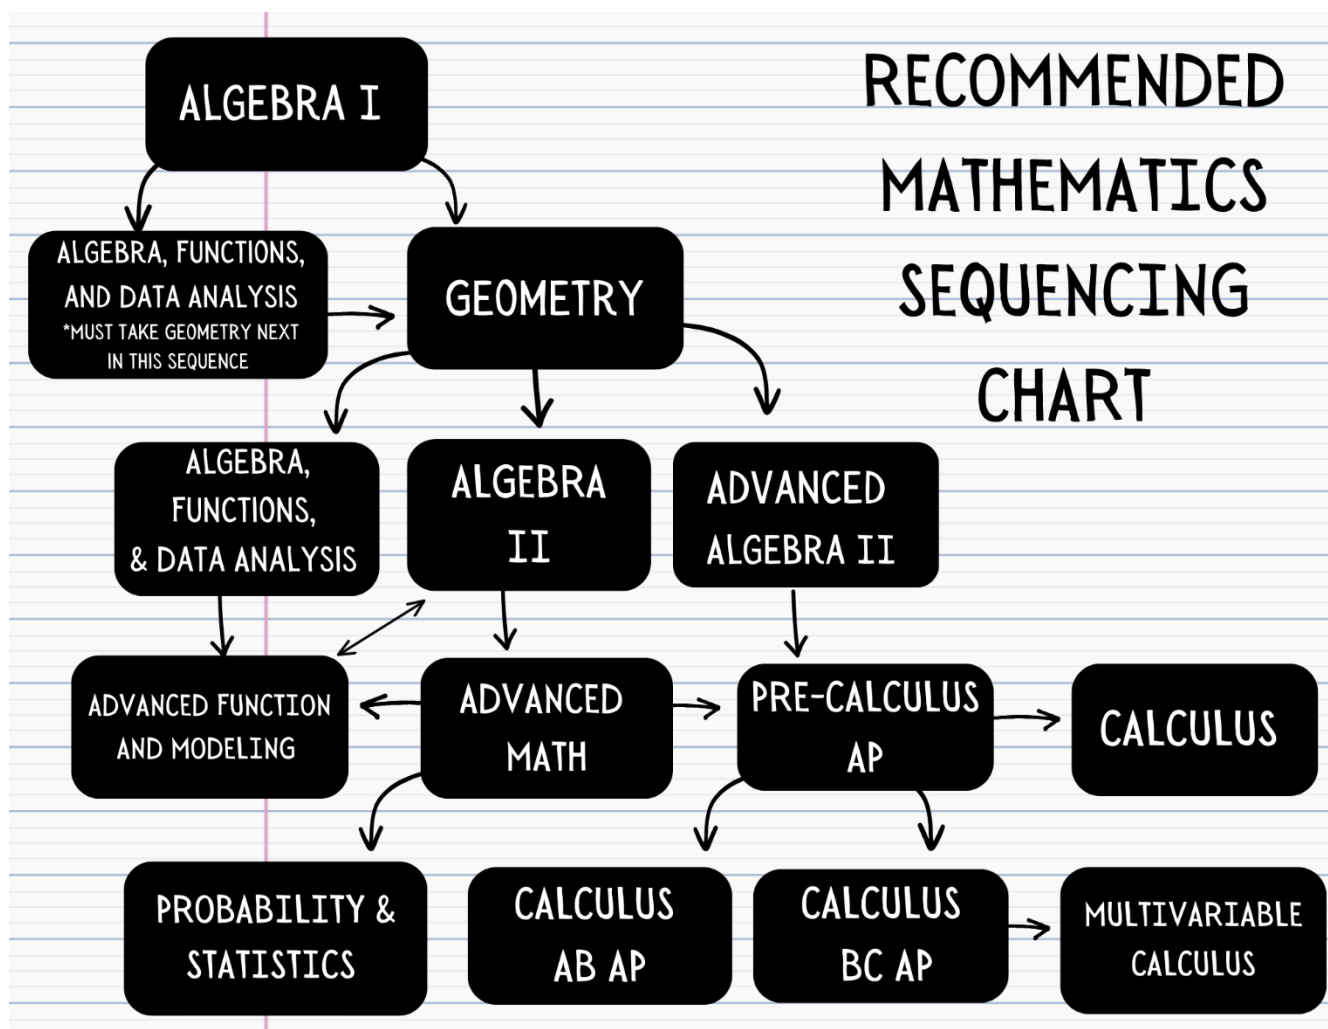 RECOMMENDED
MATHEMATICS
SEQUENCING
CHART
ALGEBRA I
ALGEBRA, FUNCTIONS,
AND DATA ANALYSIS
*MUST TAKE GEOMETRY NEXT
IN THIS SEQUENCE
GEOMETRY
ALGEBRA,
FUNCTIONS,
& DATA ANALYSIS
ALGEBRA
II
ADVANCED
ALGEBRA II
ADVANCED FUNCTION
AND MODELING
ADVANCED
MATH
PRE-CALCULUS
AP
CALCULUS
PROBABILITY &
STATISTICS
CALCULUS
AB AP
CALCULUS
BC AP
MULTIVARIABLE
CALCULUS